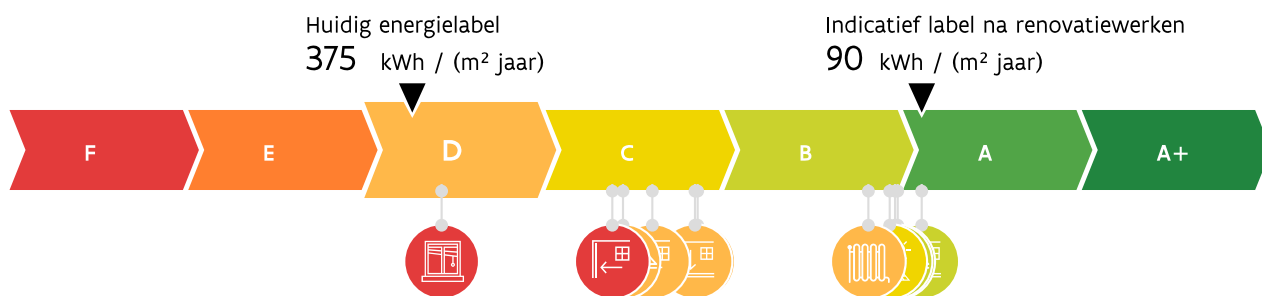 Huidig energielabel
375 kWh / (m² jaar)
Indicatief label na renovatiewerken
90 kWh / (m² jaar)
F E D C B A A+